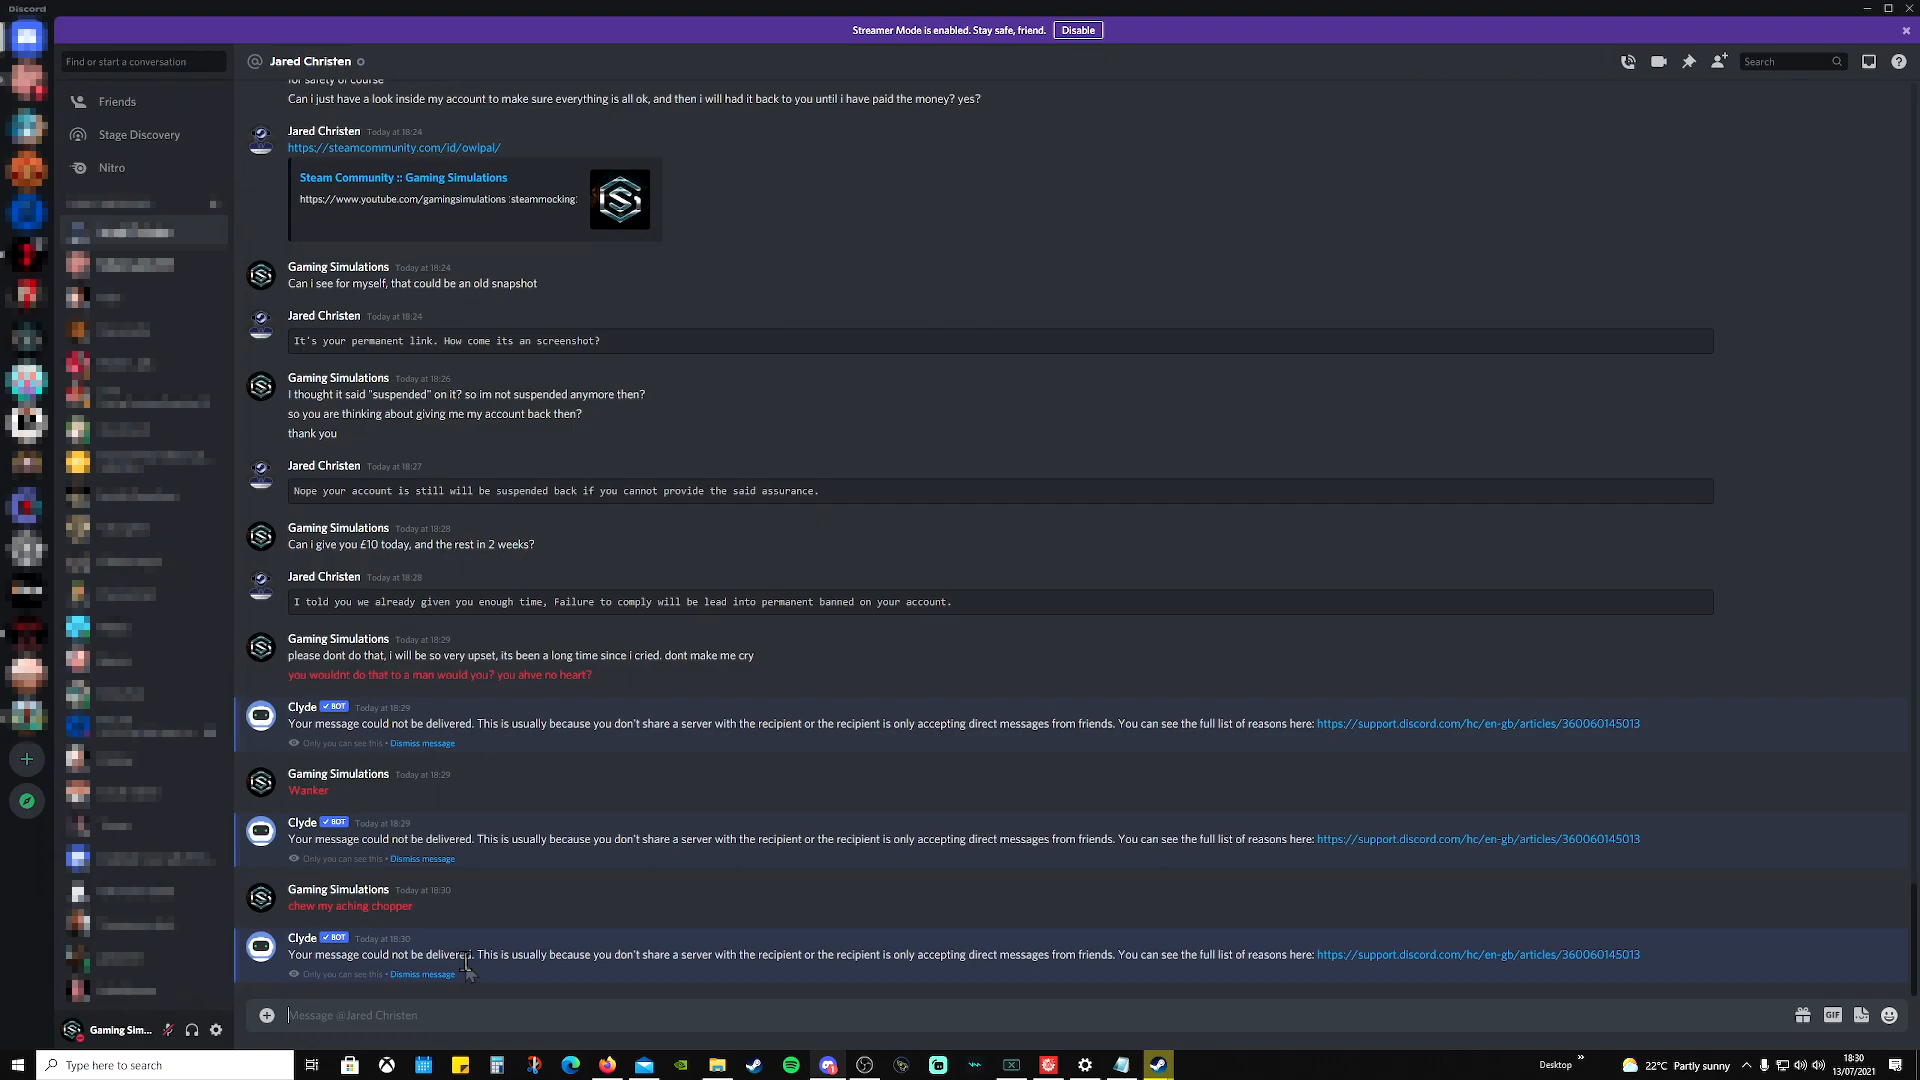 Discord
Streamer Mode is enabled. Stay safe, friend. Disable
Find or start a conversation
@ Jared Christen
Search
Friends
Stage Discovery
Nitro
for safety of course
Can i just have a look inside my account to make sure everything is all ok, and then i will had it back to you until i have paid the money? yes?
Jared Christen Today at 18:24
https://steamcommunity.com/id/owlpal/
Steam Community :: Gaming Simulations
https://www.youtube.com/gamingsimulations :steammocking:
Gaming Simulations Today at 18:24
Can i see for myself, that could be an old snapshot
Jared Christen Today at 18:24
It's your permanent link. How come its an screenshot?
Gaming Simulations Today at 18:26
I thought it said "suspended" on it? so im not suspended anymore then?
so you are thinking about giving me my account back then?
thank you
Jared Christen Today at 18:27
Nope your account is still will be suspended back if you cannot provide the said assurance.
Gaming Simulations Today at 18:28
Can i give you £10 today, and the rest in 2 weeks?
Jared Christen Today at 18:28
I told you we already given you enough time, Failure to comply will be lead into permanent banned on your account.
Gaming Simulations Today at 18:29
please dont do that, i will be so very upset, its been a long time since i cried. dont make me cry
you wouldnt do that to a man would you? you ahve no heart?
Clyde ✓ BOT Today at 18:29
Your message could not be delivered. This is usually because you don't share a server with the recipient or the recipient is only accepting direct messages from friends. You can see the full list of reasons here: https://support.discord.com/hc/en-gb/articles/360060145013
Only you can see this • Dismiss message
Gaming Simulations Today at 18:29
Wanker
Clyde ✓ BOT Today at 18:29
Your message could not be delivered. This is usually because you don't share a server with the recipient or the recipient is only accepting direct messages from friends. You can see the full list of reasons here: https://support.discord.com/hc/en-gb/articles/360060145013
Only you can see this • Dismiss message
Gaming Simulations Today at 18:30
chew my aching chopper
Clyde ✓ BOT Today at 18:30
Your message could not be delivered. This is usually because you don't share a server with the recipient or the recipient is only accepting direct messages from friends. You can see the full list of reasons here: https://support.discord.com/hc/en-gb/articles/360060145013
Only you can see this • Dismiss message
Message @Jared Christen
GIF
Gaming Sim...
Type here to search
Desktop
22°C Partly sunny
18:30
13/07/2021